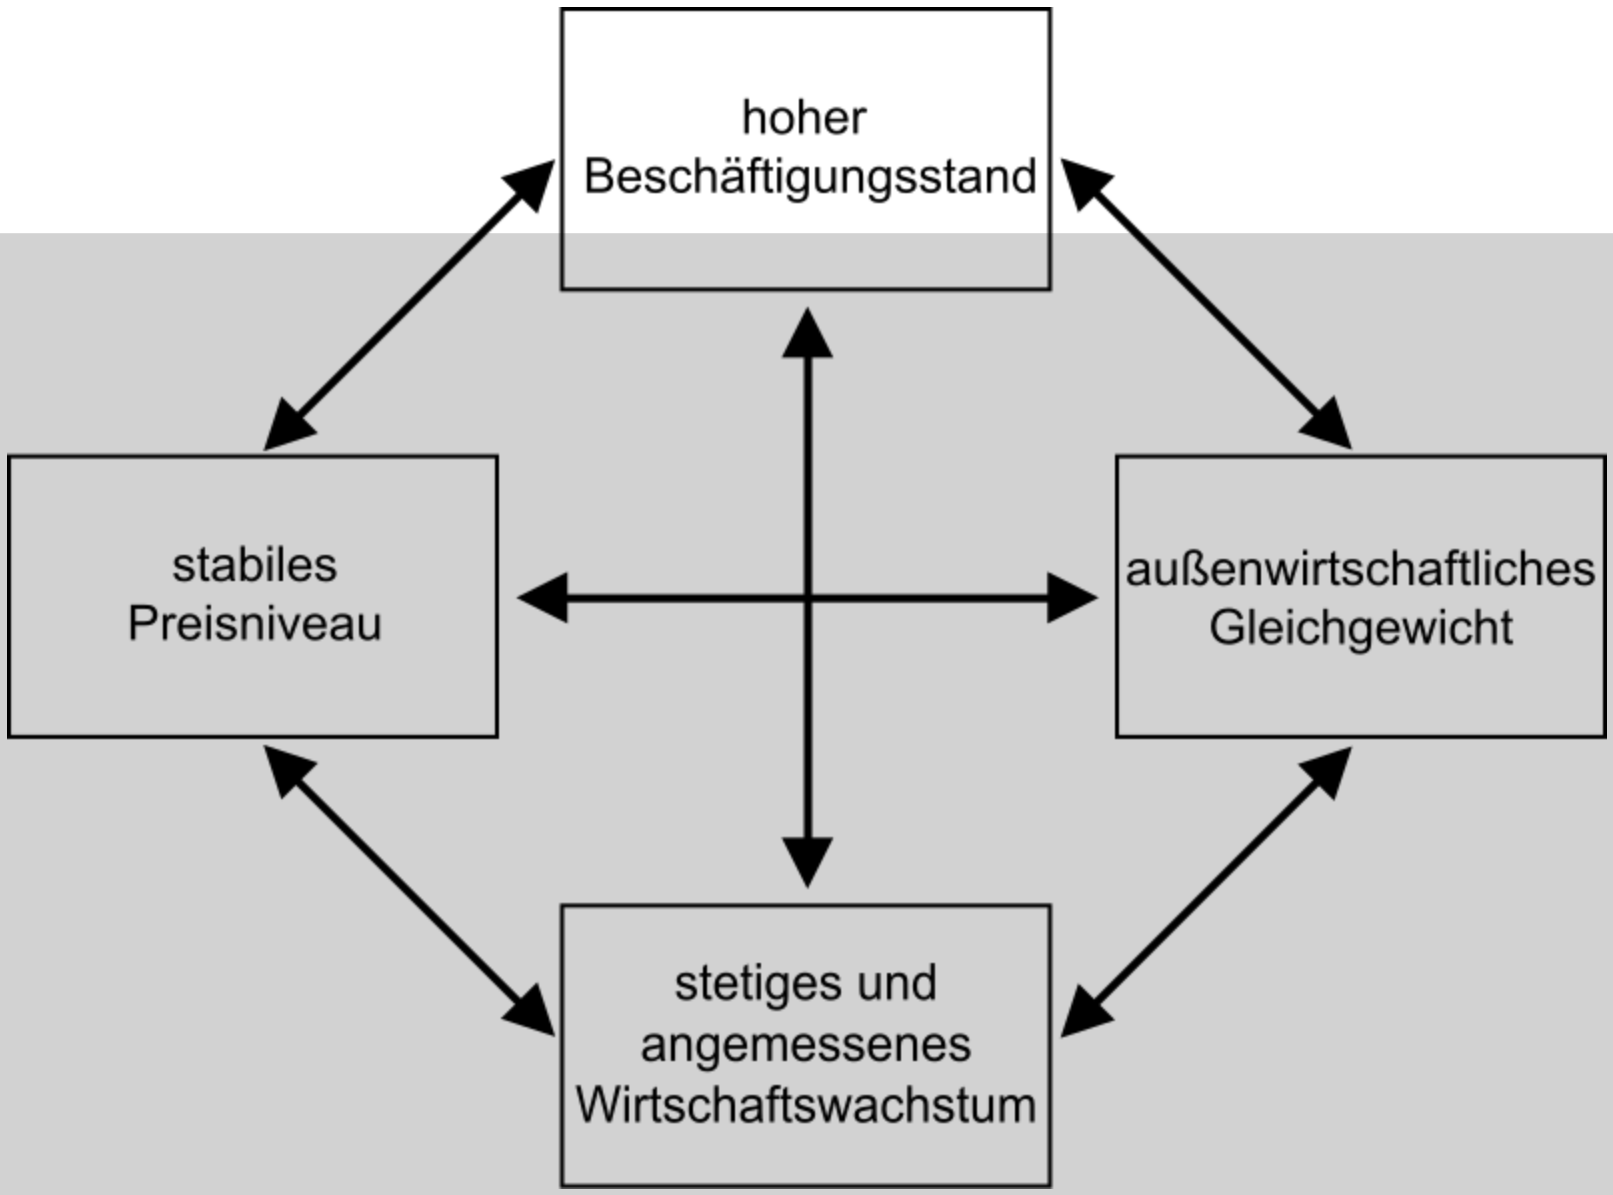 hoher
Beschäftigungsstand
stabiles
Preisniveau
außenwirtschaftliches
Gleichgewicht
stetiges und
angemessenes
Wirtschaftswachstum